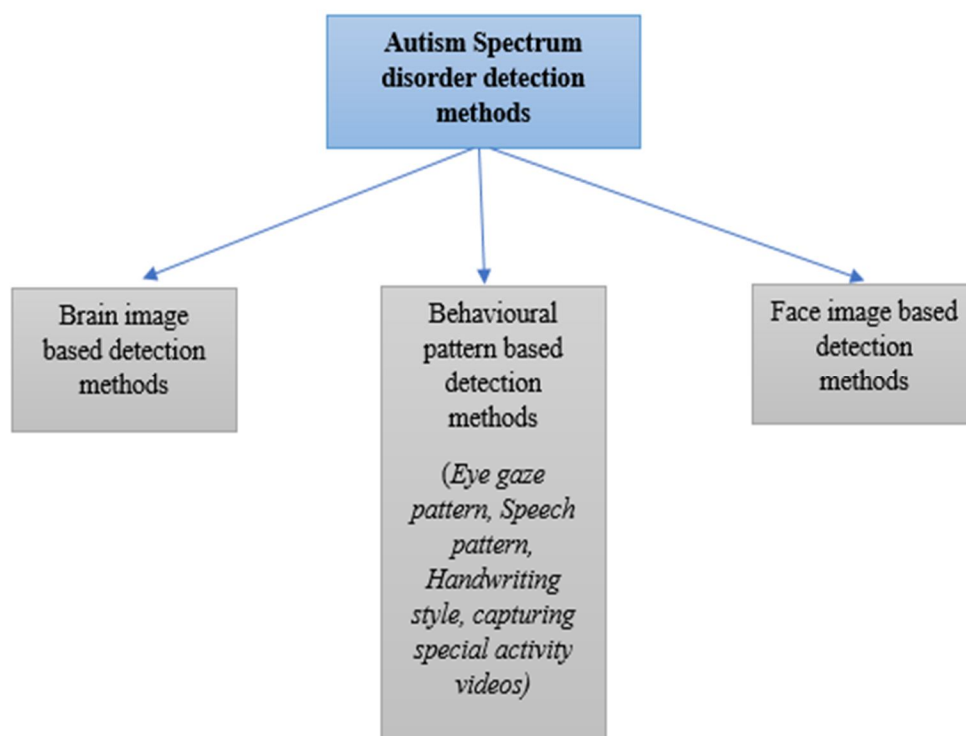 Autism Spectrum
disorder detection
methods
Brain image
based detection
methods
Behavioural
pattern based
detection
methods
(Eye gaze
pattern, Speech
pattern,
Handwriting
style, capturing
special activity
videos)
Face image based
detection
methods